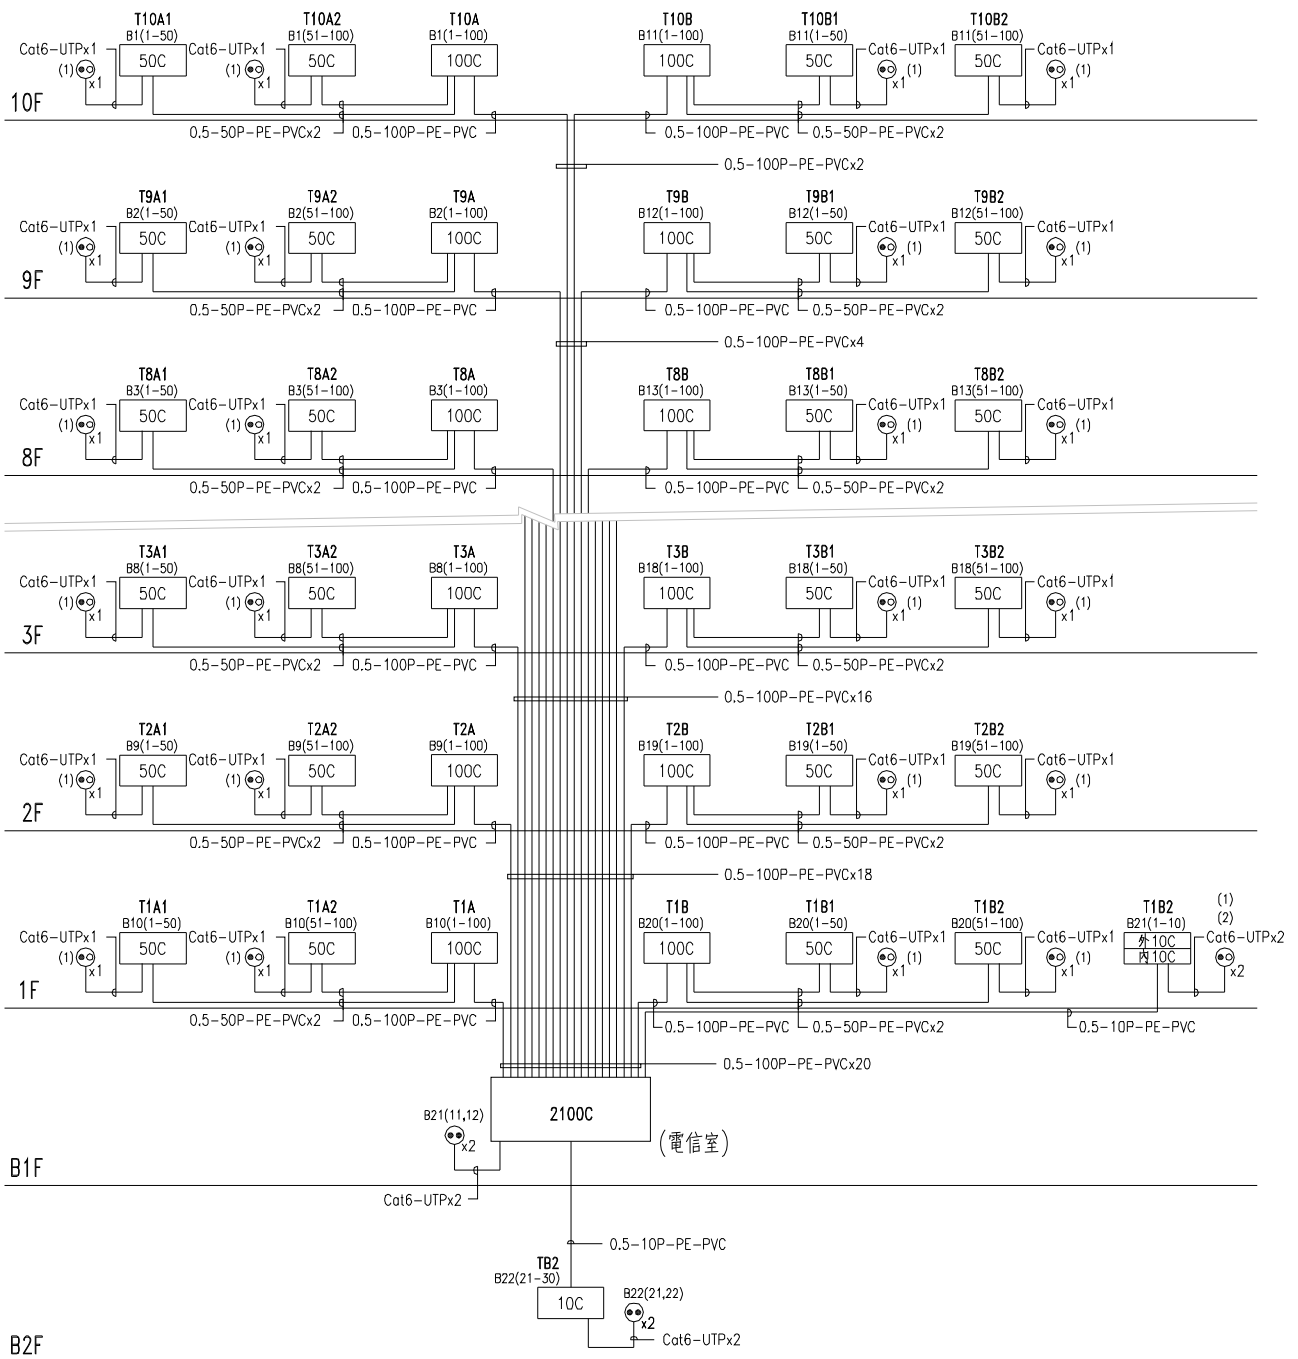 T10A1 T10A2 T10A T10B T10B1 T10B2
B1(1-50) B1(51-100) B1(1-100) B11(1-100) B11(1-50) B11(51-100)
Cat6-UTPx1 50C Cat6-UTPx1 50C 100C 100C 50C Cat6-UTPx1 50C Cat6-UTPx1
(1) x1 (1) x1 x1 (1) x1 (1)
10F
0.5-50P-PE-PVCx2 0.5-100P-PE-PVC 0.5-100P-PE-PVC 0.5-50P-PE-PVCx2
0.5-100P-PE-PVCx2
T9A1 T9A2 T9A T9B T9B1 T9B2
B2(1-50) B2(51-100) B2(1-100) B12(1-100) B12(1-50) B12(51-100)
Cat6-UTPx1 50C Cat6-UTPx1 50C 100C 100C 50C Cat6-UTPx1 50C Cat6-UTPx1
(1) x1 (1) x1 x1 (1) x1 (1)
9F
0.5-50P-PE-PVCx2 0.5-100P-PE-PVC 0.5-100P-PE-PVC 0.5-50P-PE-PVCx2
0.5-100P-PE-PVCx4
T8A1 T8A2 T8A T8B T8B1 T8B2
B3(1-50) B3(51-100) B3(1-100) B13(1-100) B13(1-50) B13(51-100)
Cat6-UTPx1 50C Cat6-UTPx1 50C 100C 100C 50C Cat6-UTPx1 50C Cat6-UTPx1
(1) x1 (1) x1 x1 (1) x1 (1)
8F
0.5-50P-PE-PVCx2 0.5-100P-PE-PVC 0.5-100P-PE-PVC 0.5-50P-PE-PVCx2
T3A1 T3A2 T3A T3B T3B1 T3B2
B8(1-50) B8(51-100) B8(1-100) B18(1-100) B18(1-50) B18(51-100)
Cat6-UTPx1 50C Cat6-UTPx1 50C 100C 100C 50C Cat6-UTPx1 50C Cat6-UTPx1
(1) x1 (1) x1 x1 (1) x1 (1)
3F
0.5-50P-PE-PVCx2 0.5-100P-PE-PVC 0.5-100P-PE-PVC 0.5-50P-PE-PVCx2
0.5-100P-PE-PVCx16
T2A1 T2A2 T2A T2B T2B1 T2B2
B9(1-50) B9(51-100) B9(1-100) B19(1-100) B19(1-50) B19(51-100)
Cat6-UTPx1 50C Cat6-UTPx1 50C 100C 100C 50C Cat6-UTPx1 50C Cat6-UTPx1
(1) x1 (1) x1 x1 (1) x1 (1)
2F
0.5-50P-PE-PVCx2 0.5-100P-PE-PVC 0.5-100P-PE-PVC 0.5-50P-PE-PVCx2
0.5-100P-PE-PVCx18
T1A1 T1A2 T1A T1B T1B1 T1B2 T1B2 (1)
B10(1-50) B10(51-100) B10(1-100) B20(1-100) B20(1-50) B20(51-100) B21(1-10) (2)
Cat6-UTPx1 50C Cat6-UTPx1 50C 100C 100C 50C Cat6-UTPx1 50C Cat6-UTPx1 外10C Cat6-UTPx2
(1) x1 (1) x1 x1 (1) x1 (1) 內10C x2
1F
0.5-50P-PE-PVCx2 0.5-100P-PE-PVC 0.5-100P-PE-PVC 0.5-50P-PE-PVCx2 0.5-10P-PE-PVC
0.5-100P-PE-PVCx20
B21(11,12) 2100C
x2 (電信室)
B1F
Cat6-UTPx2
0.5-10P-PE-PVC
TB2
B22(21-30) B22(21,22)
10C x2
Cat6-UTPx2
B2F